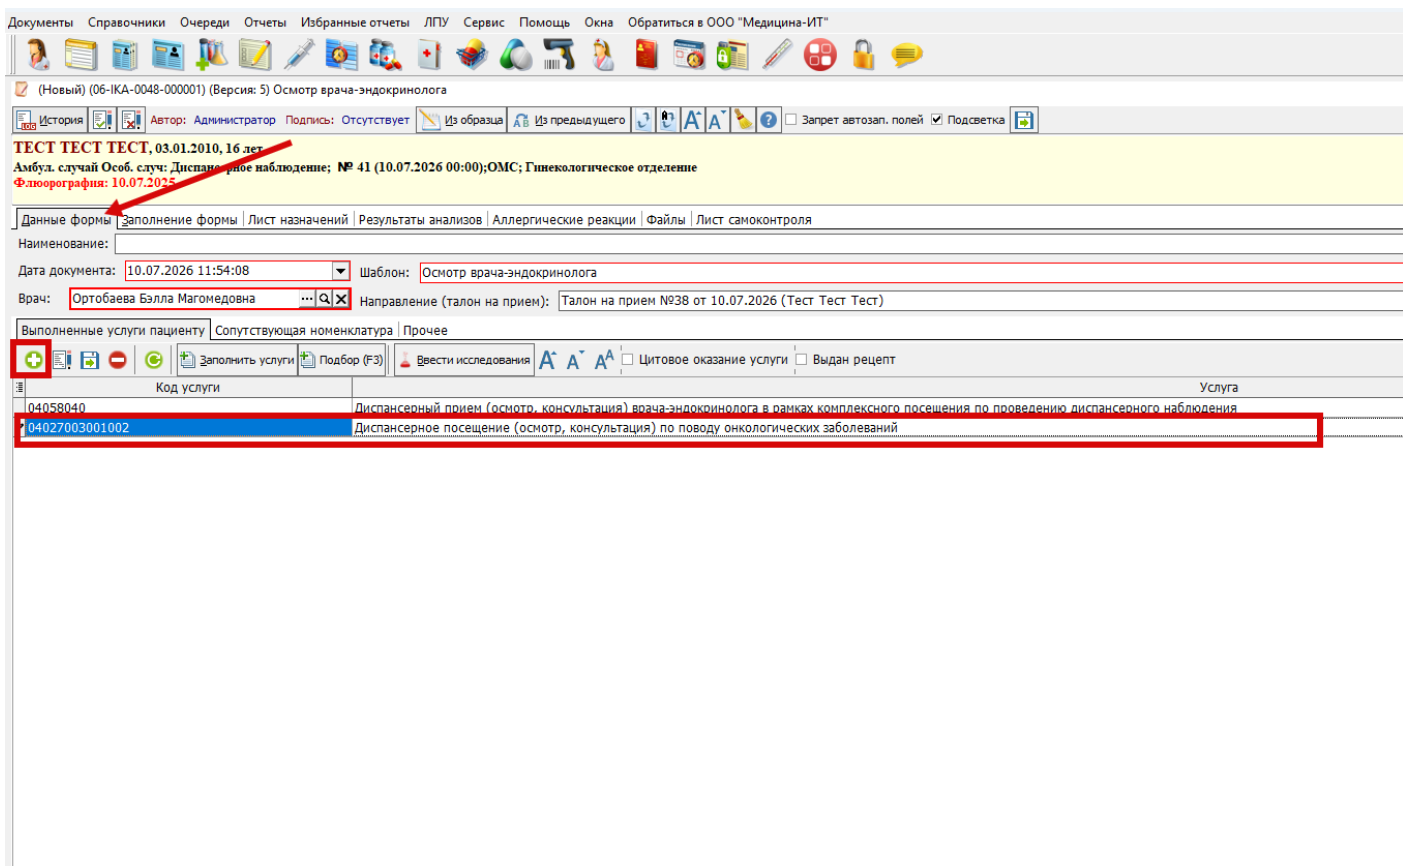 Документы Справочники Очереди Отчеты Избранные отчеты ЛПУ Сервис Помощь Окна Обратиться в ООО "Медицина-ИТ"
(Новый) (06-IKA-0048-000001) (Версия: 5) Осмотр врача-эндокринолога
История Автор: Администратор Подпись: Отсутствует Из образца Из предыдущего Запрет автозап. полей Подсветка
ТЕСТ ТЕСТ ТЕСТ, 03.01.2010, 16 лет
Амбул. случай Особ. случ: Диспансерное наблюдение; № 41 (10.07.2026 00:00);ОМС; Гинекологическое отделение
Флюорография: 10.07.2025
Данные формы Заполнение формы Лист назначений Результаты анализов Аллергические реакции Файлы Лист самоконтроля
Наименование:
Дата документа: 10.07.2026 11:54:08 Шаблон: Осмотр врача-эндокринолога
Врач: Ортобаева Бэлла Магомедовна Направление (талон на прием): Талон на прием №38 от 10.07.2026 (Тест Тест Тест)
Выполненные услуги пациенту Сопутствующая номенклатура Прочее
Заполнить услуги Подбор (F3) Ввести исследования Цитовое оказание услуги Выдан рецепт
Код услуги Услуга
04058040 Диспансерный прием (осмотр, консультация) врача-эндокринолога в рамках комплексного посещения по проведению диспансерного наблюдения
04027003001002 Диспансерное посещение (осмотр, консультация) по поводу онкологических заболеваний